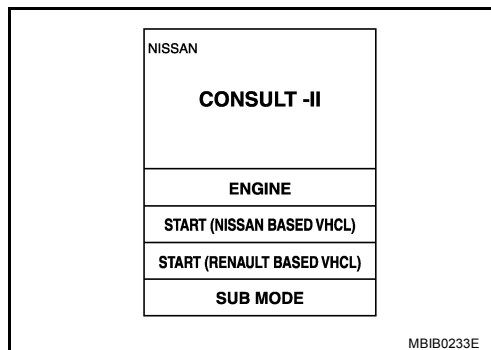 NISSAN
CONSULT -II
ENGINE
START (NISSAN BASED VHCL)
START (RENAULT BASED VHCL)
SUB MODE
MBIB0233E